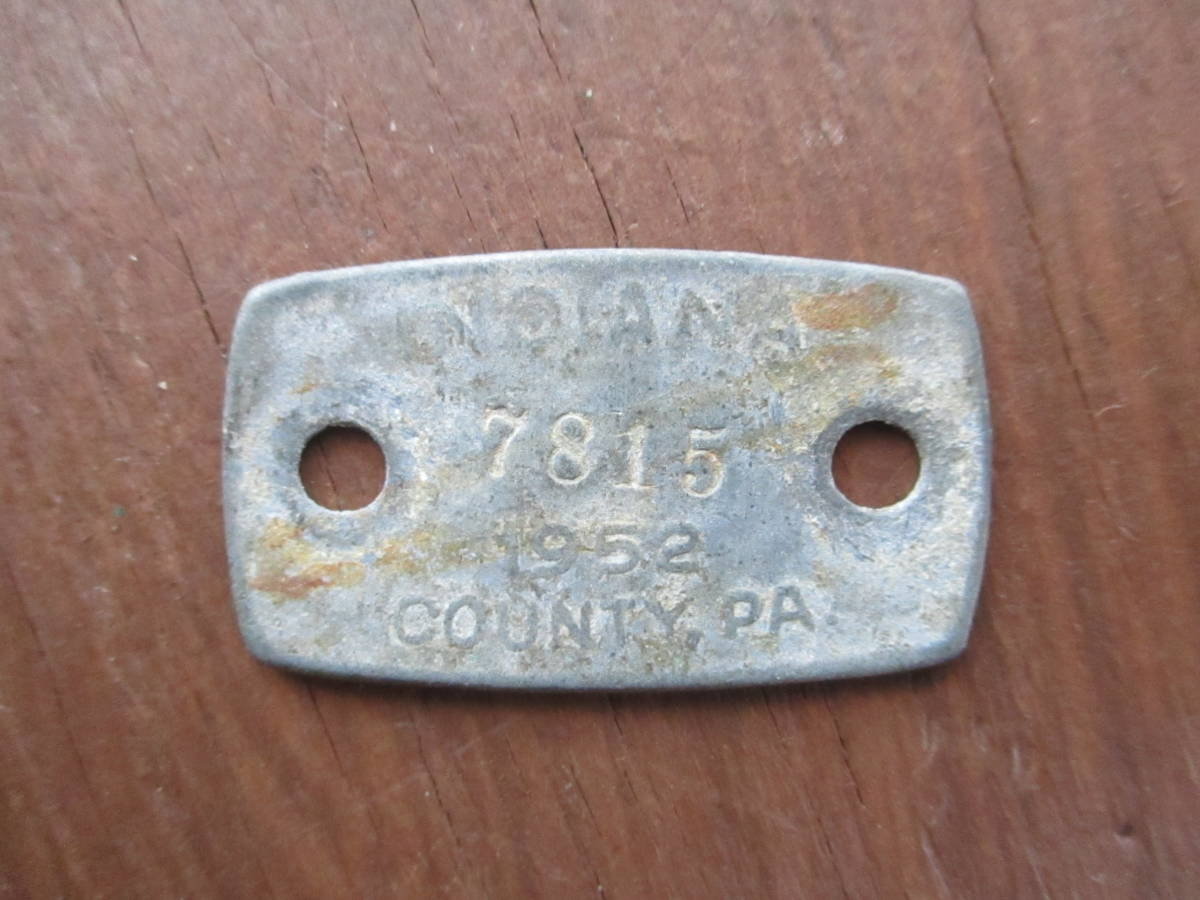 INDIANA
7815
1952
COUNTY, PA.